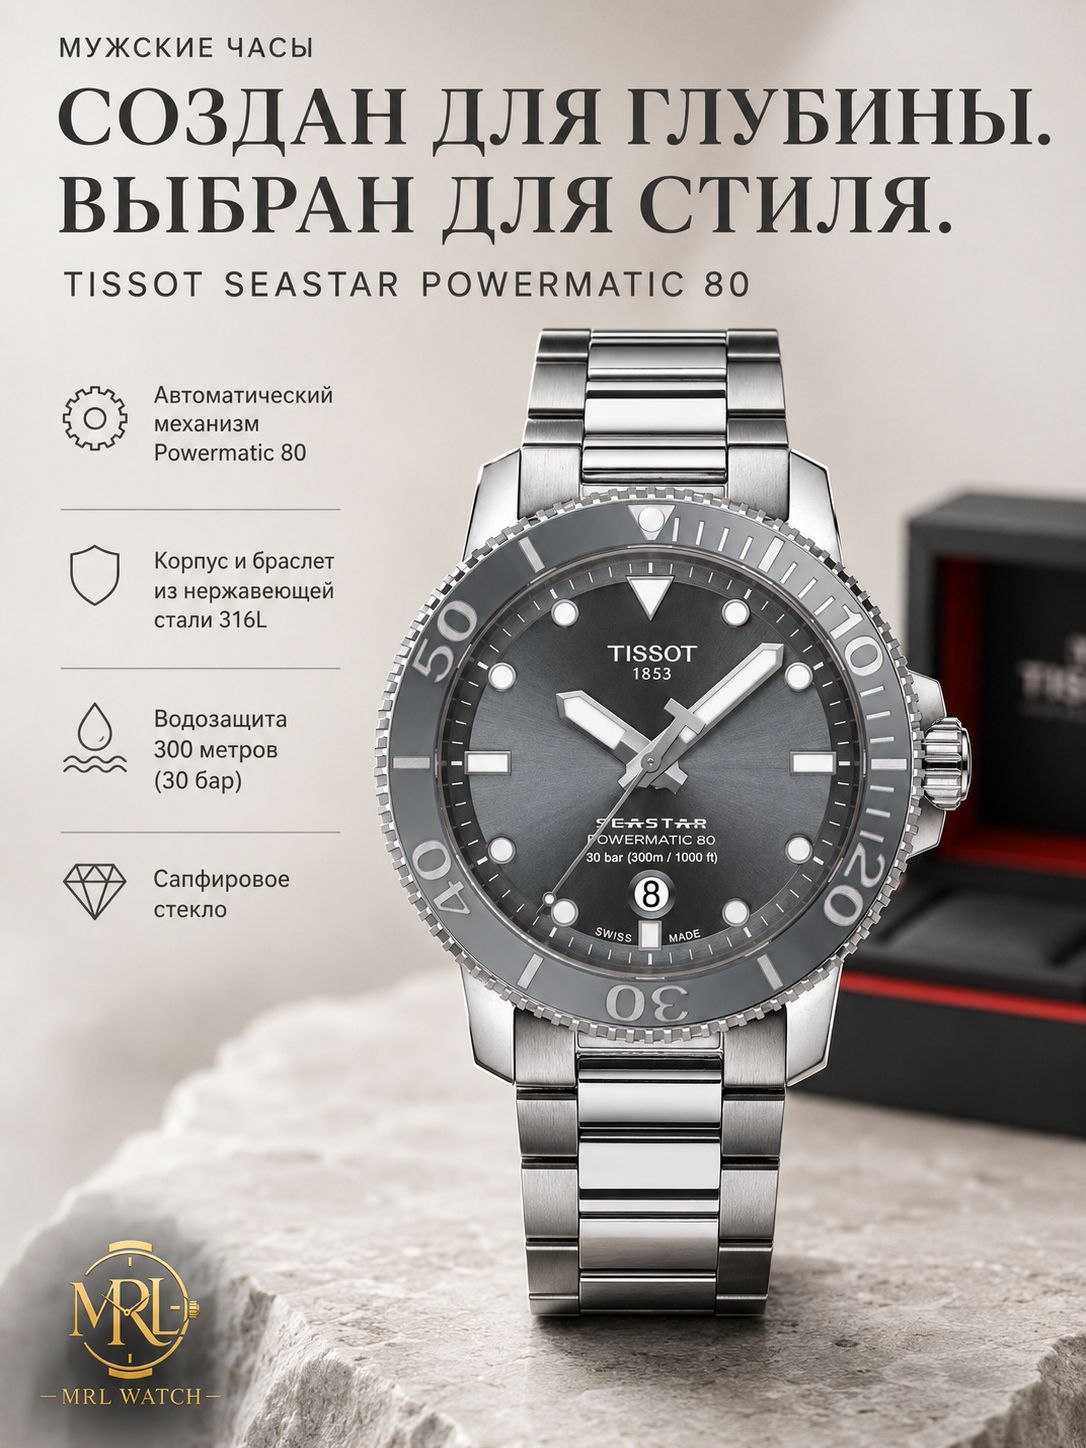 МУЖСКИЕ ЧАСЫ
СОЗДАН ДЛЯ ГЛУБИНЫ.
ВЫБРАН ДЛЯ СТИЛЯ.
TISSOT SEASTAR POWERMATIC 80
Автоматический
механизм
Powermatic 80
Корпус и браслет
из нержавеющей
стали 316L
Водозащита
300 метров
(30 бар)
Сапфировое
стекло
10
20
30
40
50
TISSOT
1853
SEASTAR
POWERMATIC 80
30 bar (300m / 1000 ft)
8
SWISS MADE
MRL
MRL WATCH